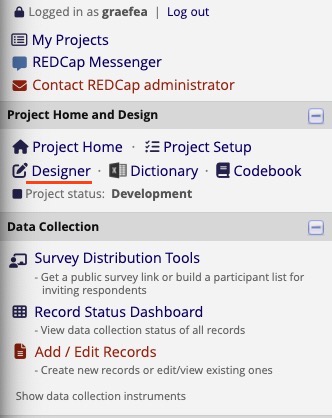 Logged in as graefea | Log out
My Projects
REDCap Messenger
Contact REDCap administrator
Project Home and Design
Project Home · Project Setup
Designer · Dictionary · Codebook
Project status: Development
Data Collection
Survey Distribution Tools
- Get a public survey link or build a participant list for
inviting respondents
Record Status Dashboard
- View data collection status of all records
Add / Edit Records
- Create new records or edit/view existing ones
Show data collection instruments